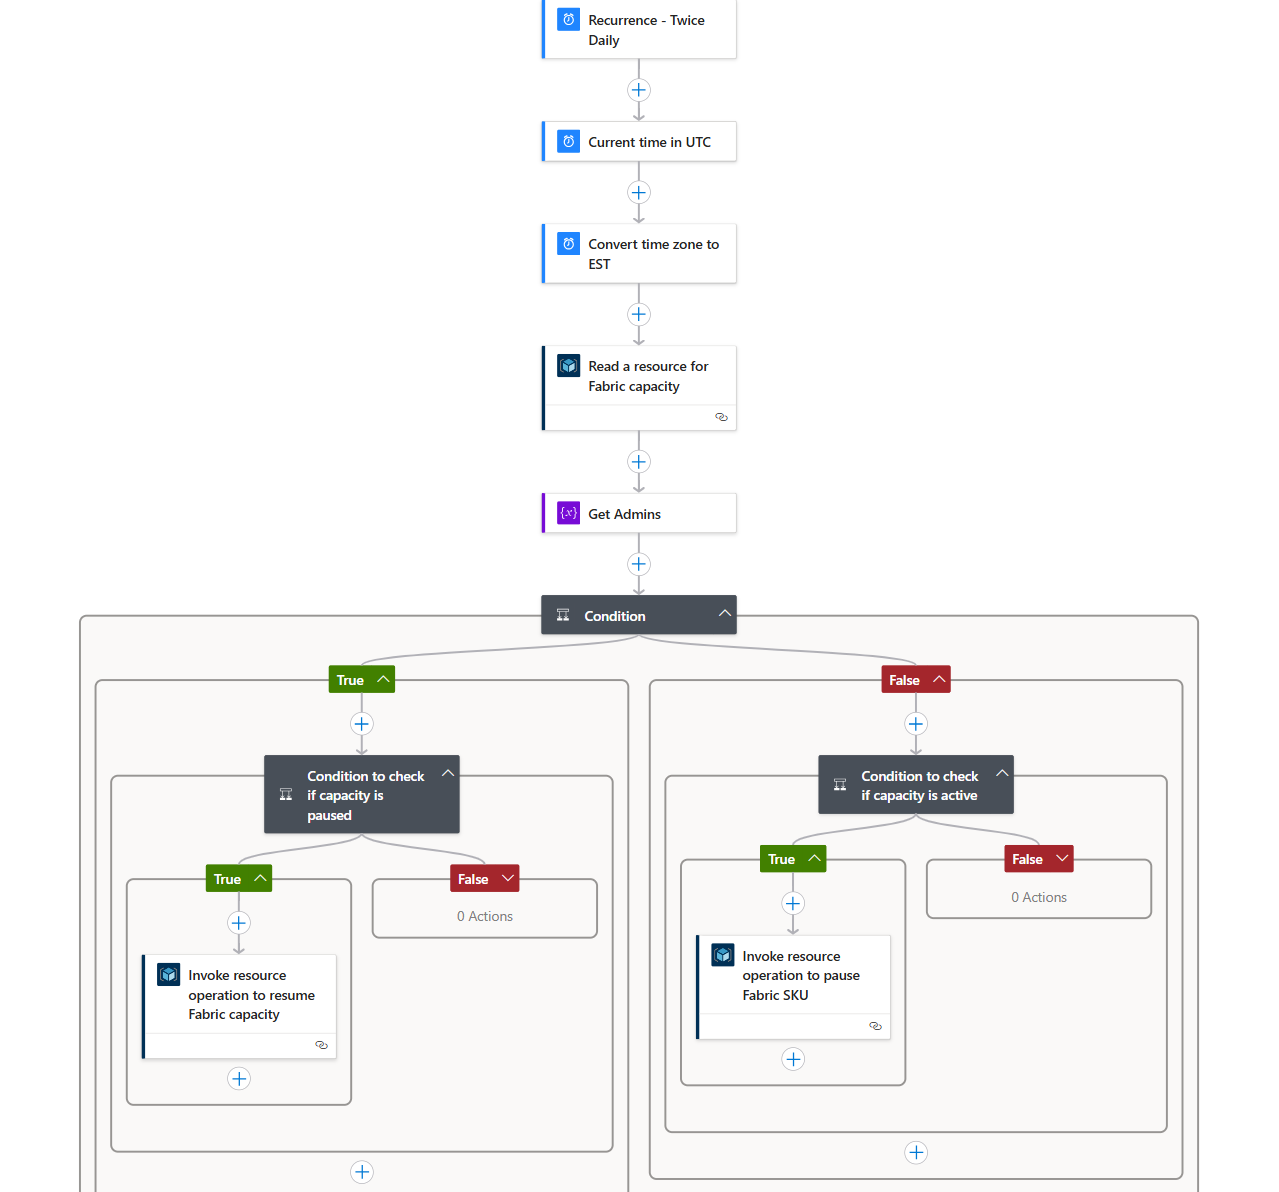 Recurrence - Twice
Daily
Current time in UTC
Convert time zone to
EST
Read a resource for
Fabric capacity
{x}
Get Admins
Condition
True
False
Condition to check
if capacity is
paused
Condition to check
if capacity is active
True
False
0 Actions
True
False
0 Actions
Invoke resource
operation to resume
Fabric capacity
Invoke resource
operation to pause
Fabric SKU